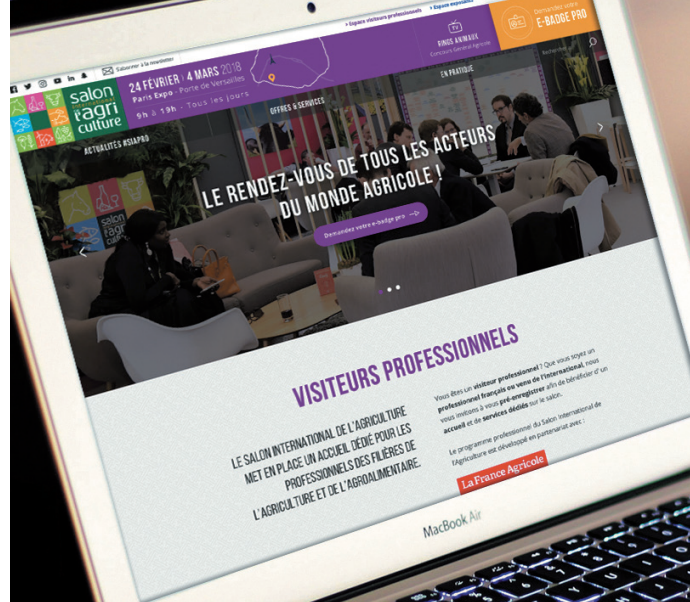 > Espace visiteurs professionnels
> Espace exposants
S'abonner à la newsletter
salon
international
de l'agri
culture
24 FÉVRIER > 4 MARS 2018
Paris Expo - Porte de Versailles
9h à 19h - Tous les jours
TV
RINGS ANIMAUX
Concours Général Agricole
Demandez votre
E-BADGE PRO
Rechercher
ACTUALITÉS #SIAPRO
OFFRES & SERVICES
EN PRATIQUE
LE RENDEZ-VOUS DE TOUS LES ACTEURS
DU MONDE AGRICOLE !
Demandez votre e-badge pro
salon
l'agri
culture
VISITEURS PROFESSIONNELS
LE SALON INTERNATIONAL DE L'AGRICULTURE
MET EN PLACE UN ACCUEIL DÉDIÉ POUR LES
PROFESSIONNELS DES FILIÈRES DE
L'AGRICULTURE ET DE L'AGROALIMENTAIRE.
Vous êtes un visiteur professionnel ? Que vous soyez un
professionnel français ou venu de l'international, nous
vous invitons à vous pré-enregistrer afin de bénéficier d'un
accueil et de services dédiés sur le salon.
Le programme professionnel du Salon International de
l'Agriculture est développé en partenariat avec :
La France Agricole
MacBook Air